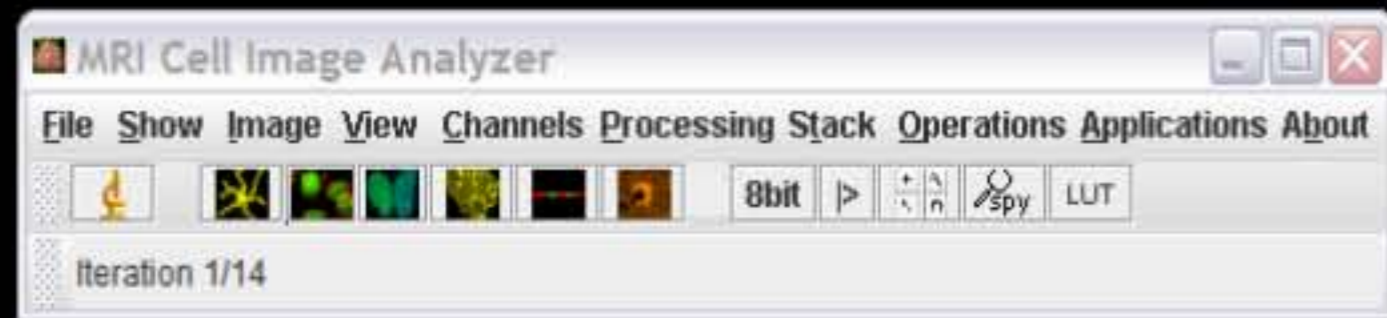 MRI Cell Image Analyzer
File Show Image View Channels Processing Stack Operations Applications About
8bit |> spy LUT
Iteration 1/14